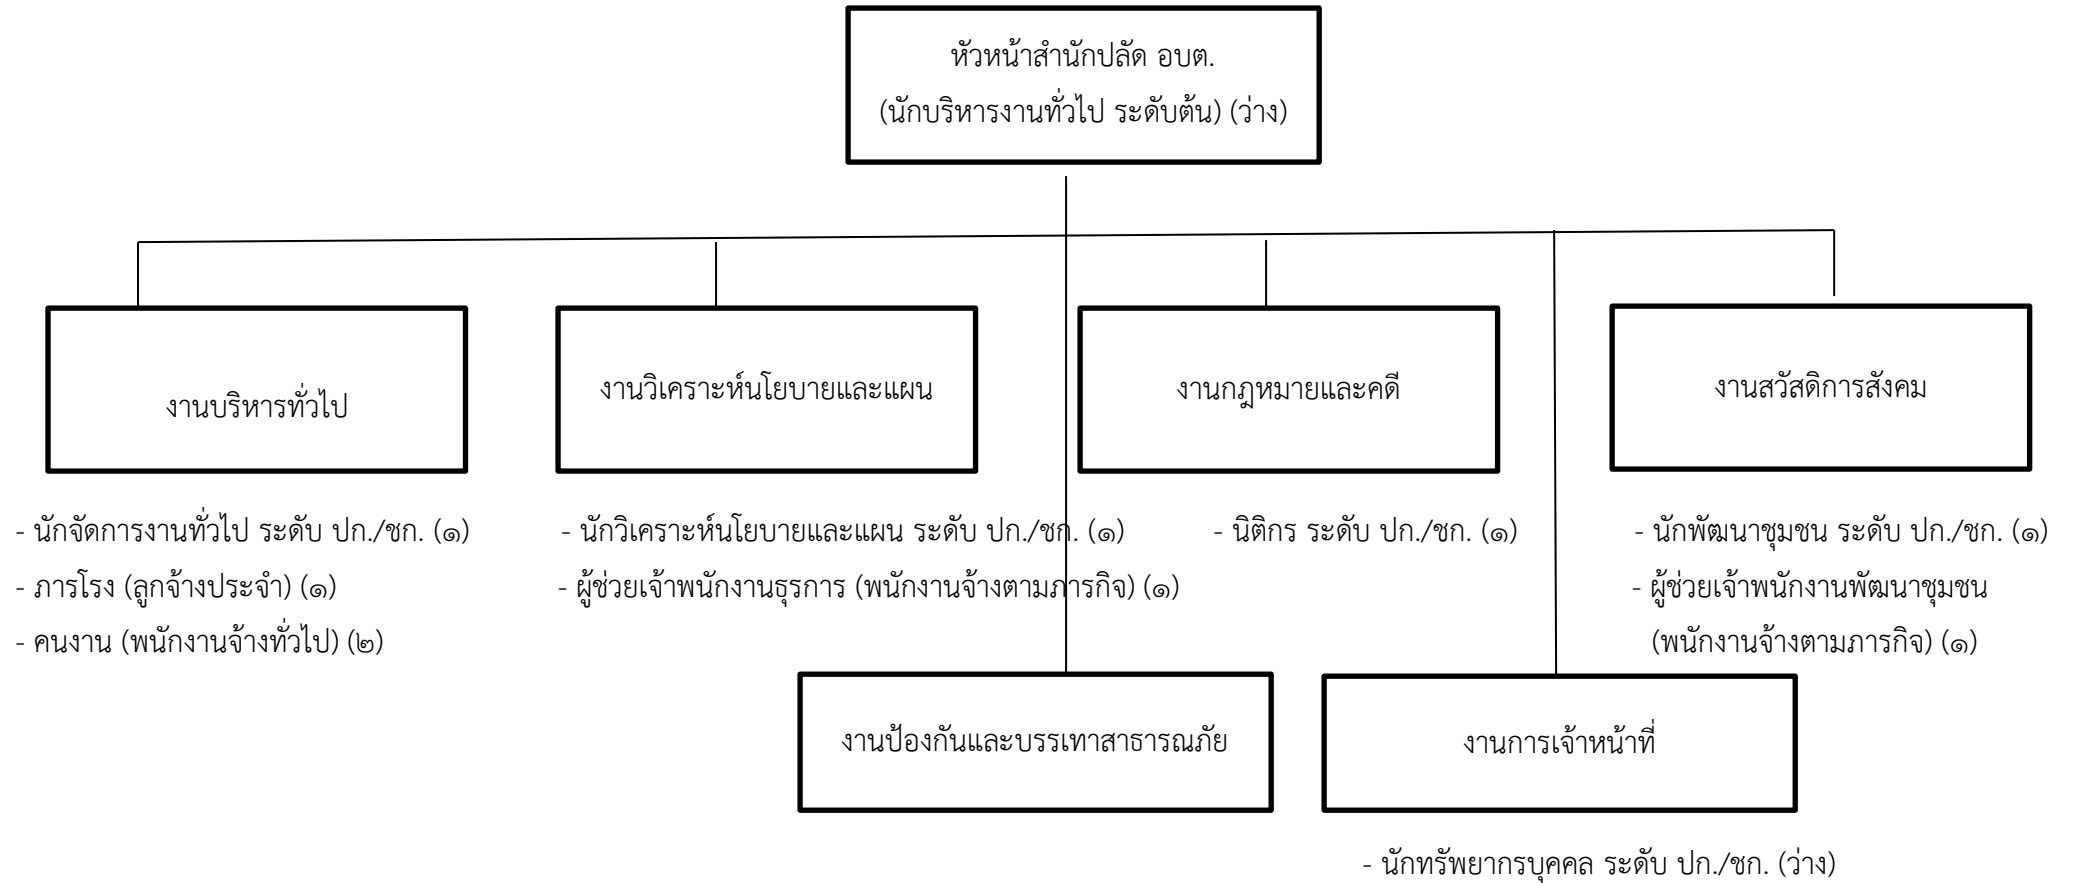 หัวหน้าสำนักปลัด อบต.
(นักบริหารงานทั่วไป ระดับต้น) (ว่าง)
งานบริหารทั่วไป
- นักจัดการงานทั่วไป ระดับ ปก./ชก. (๑)
- ภารโรง (ลูกจ้างประจำ) (๑)
- คนงาน (พนักงานจ้างทั่วไป) (๒)
งานวิเคราะห์นโยบายและแผน
- นักวิเคราะห์นโยบายและแผน ระดับ ปก./ชก. (๑)
- ผู้ช่วยเจ้าพนักงานธุรการ (พนักงานจ้างตามภารกิจ) (๑)
งานกฎหมายและคดี
- นิติกร ระดับ ปก./ชก. (๑)
งานสวัสดิการสังคม
- นักพัฒนาชุมชน ระดับ ปก./ชก. (๑)
- ผู้ช่วยเจ้าพนักงานพัฒนาชุมชน
(พนักงานจ้างตามภารกิจ) (๑)
งานป้องกันและบรรเทาสาธารณภัย
งานการเจ้าหน้าที่
- นักทรัพยากรบุคคล ระดับ ปก./ชก. (ว่าง)